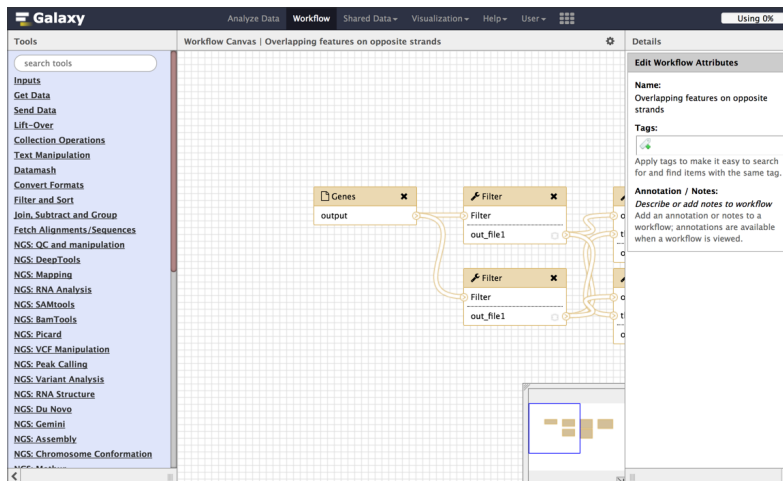 Galaxy
Analyze Data Workflow Shared Data Visualization Help User Using 0%
Tools
search tools
Inputs
Get Data
Send Data
Lift-Over
Collection Operations
Text Manipulation
Datamash
Convert Formats
Filter and Sort
Join, Subtract and Group
Fetch Alignments/Sequences
NGS: QC and manipulation
NGS: DeepTools
NGS: Mapping
NGS: RNA Analysis
NGS: SAMtools
NGS: BamTools
NGS: Picard
NGS: VCF Manipulation
NGS: Peak Calling
NGS: Variant Analysis
NGS: RNA Structure
NGS: Du Novo
NGS: Gemini
NGS: Assembly
NGS: Chromosome Conformation
Workflow Canvas | Overlapping features on opposite strands
Genes
output
Filter
Filter
out_file1
Filter
Filter
out_file1
Details
Edit Workflow Attributes
Name:
Overlapping features on opposite
strands
Tags:
Apply tags to make it easy to search
for and find items with the same tag.
Annotation / Notes:
Describe or add notes to workflow
Add an annotation or notes to a
workflow; annotations are available
when a workflow is viewed.